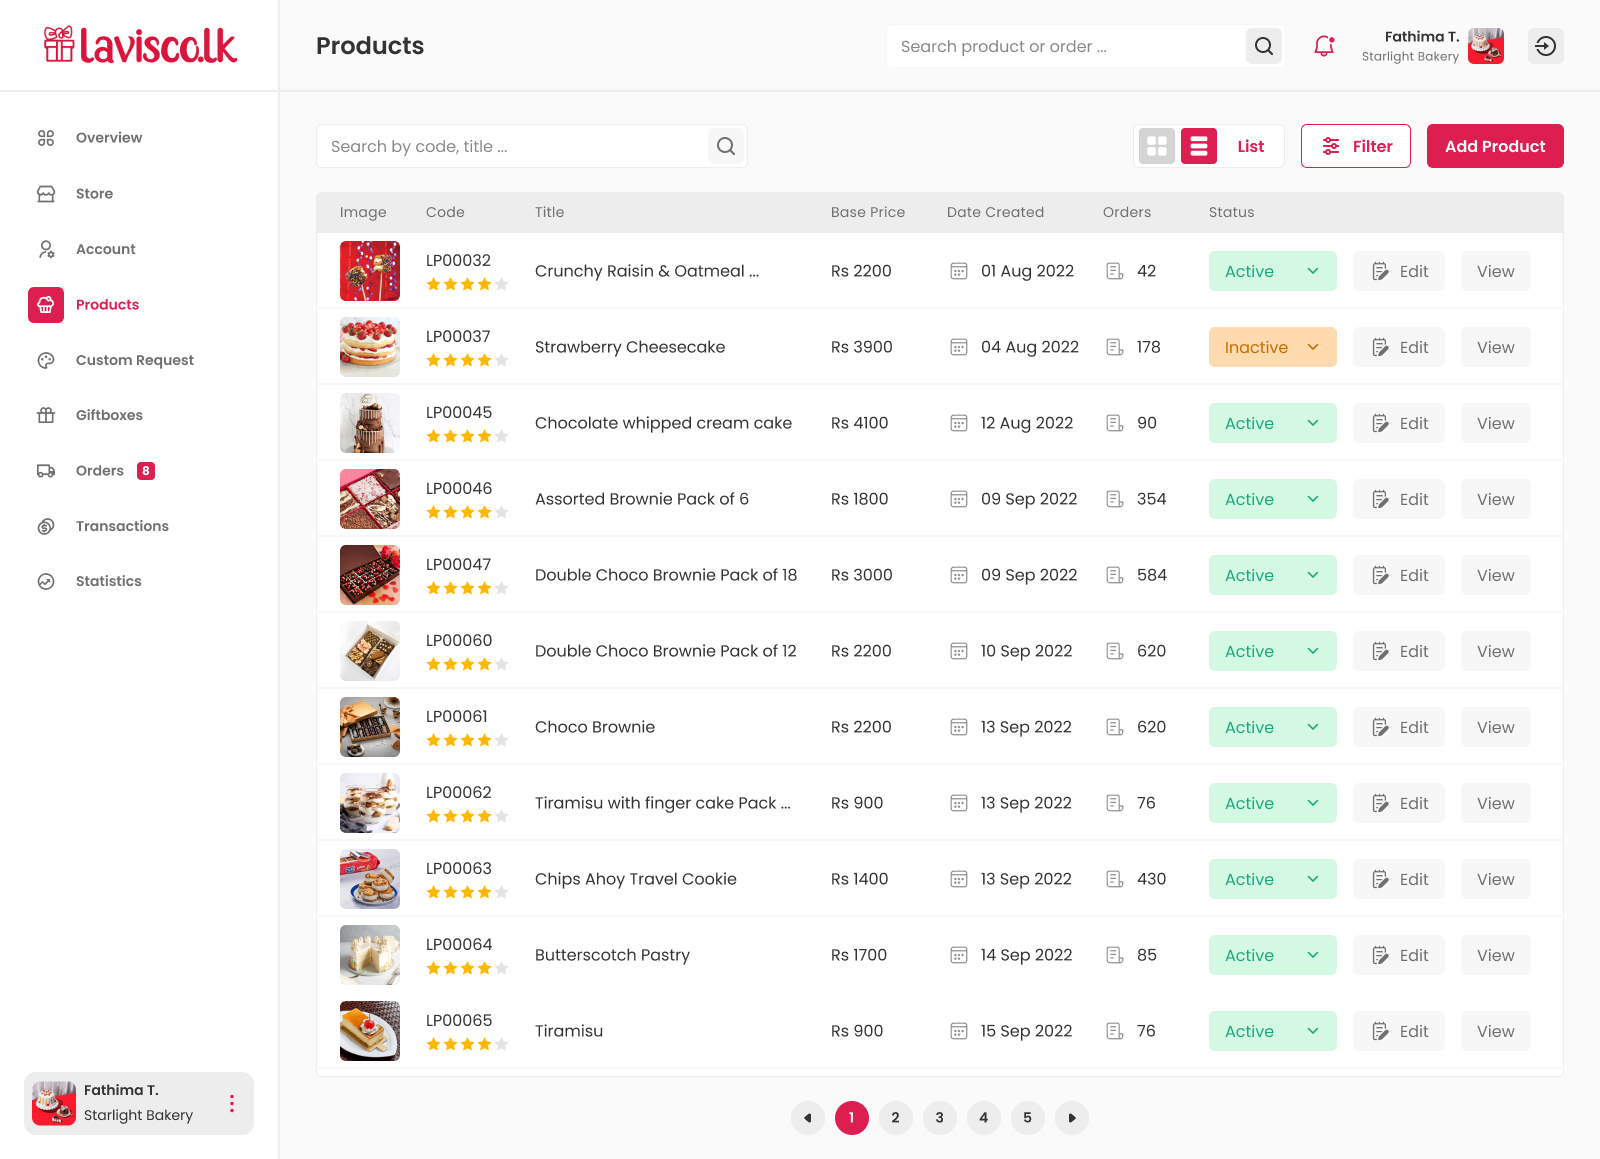 lavisco.lk
Products
Search product or order ...
Fathima T.
Starlight Bakery
Overview
Store
Account
Products
Custom Request
Giftboxes
Orders 8
Transactions
Statistics
Fathima T.
Starlight Bakery
Search by code, title ...
List
Filter
Add Product
Image Code Title Base Price Date Created Orders Status
LP00032 Crunchy Raisin & Oatmeal ... Rs 2200 01 Aug 2022 42 Active Edit View
LP00037 Strawberry Cheesecake Rs 3900 04 Aug 2022 178 Inactive Edit View
LP00045 Chocolate whipped cream cake Rs 4100 12 Aug 2022 90 Active Edit View
LP00046 Assorted Brownie Pack of 6 Rs 1800 09 Sep 2022 354 Active Edit View
LP00047 Double Choco Brownie Pack of 18 Rs 3000 09 Sep 2022 584 Active Edit View
LP00060 Double Choco Brownie Pack of 12 Rs 2200 10 Sep 2022 620 Active Edit View
LP00061 Choco Brownie Rs 2200 13 Sep 2022 620 Active Edit View
LP00062 Tiramisu with finger cake Pack ... Rs 900 13 Sep 2022 76 Active Edit View
LP00063 Chips Ahoy Travel Cookie Rs 1400 13 Sep 2022 430 Active Edit View
LP00064 Butterscotch Pastry Rs 1700 14 Sep 2022 85 Active Edit View
LP00065 Tiramisu Rs 900 15 Sep 2022 76 Active Edit View
1 2 3 4 5